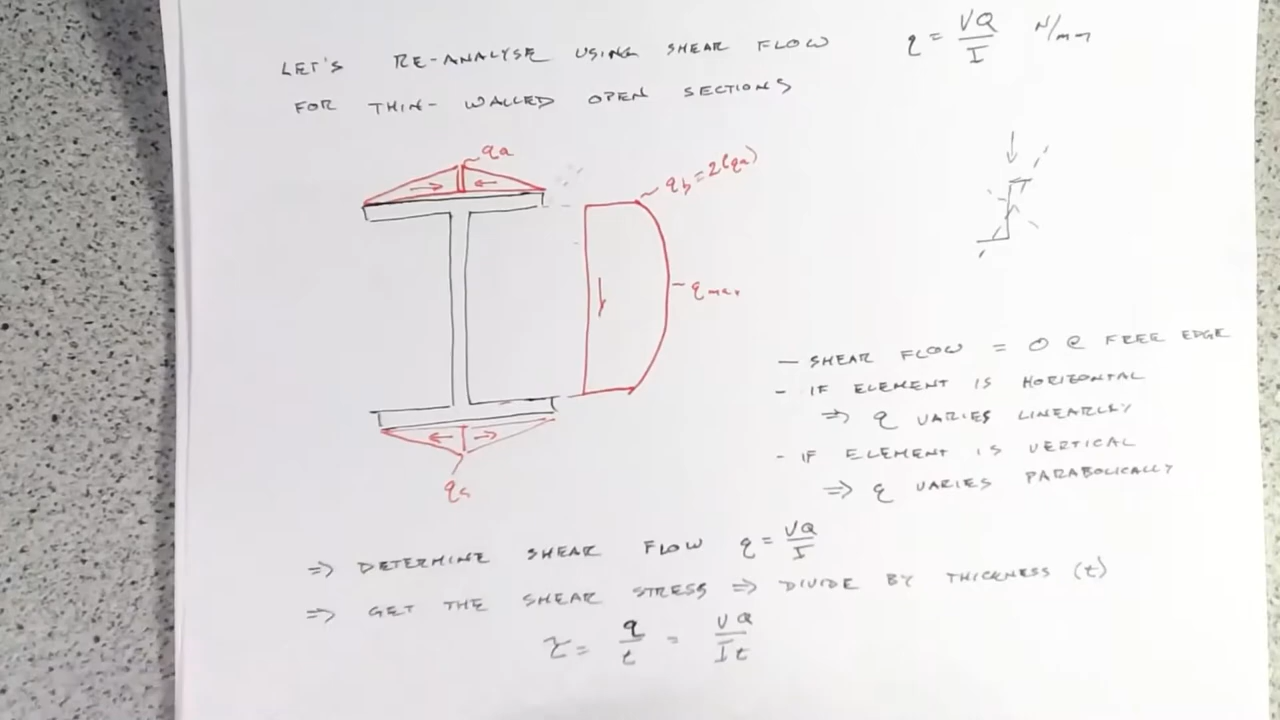 LET'S RE-ANALYSE USING SHEAR FLOW
q = VQ/I N/mm
FOR THIN-WALLED OPEN SECTIONS
qa
qb = 2(qa)
qmax
— SHEAR FLOW = 0 @ FREE EDGE
- IF ELEMENT IS HORIZONTAL
⇒ q VARIES LINEARLEY
- IF ELEMENT IS VERTICAL
⇒ q VARIES PARABOLICALLY
qa
⇒ DETERMINE SHEAR FLOW q = VQ/I
⇒ GET THE SHEAR STRESS ⇒ DIVIDE BY THICKNESS (t)
τ = q/t = VQ/It